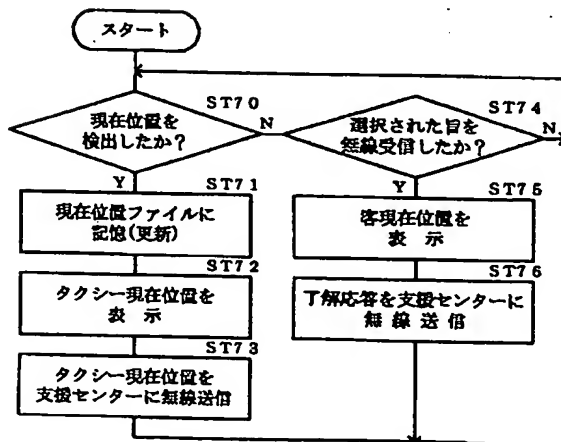 スタート
ST70
現在位置を
検出したか?
N
Y
ST71
現在位置ファイルに
記憶(更新)
ST72
タクシー現在位置を
表 示
ST73
タクシー現在位置を
支援センターに無線送信
ST74
選択された旨を
無線受信したか?
N
Y
ST75
客現在位置を
表 示
ST76
了解応答を支援センターに
無 線 送 信